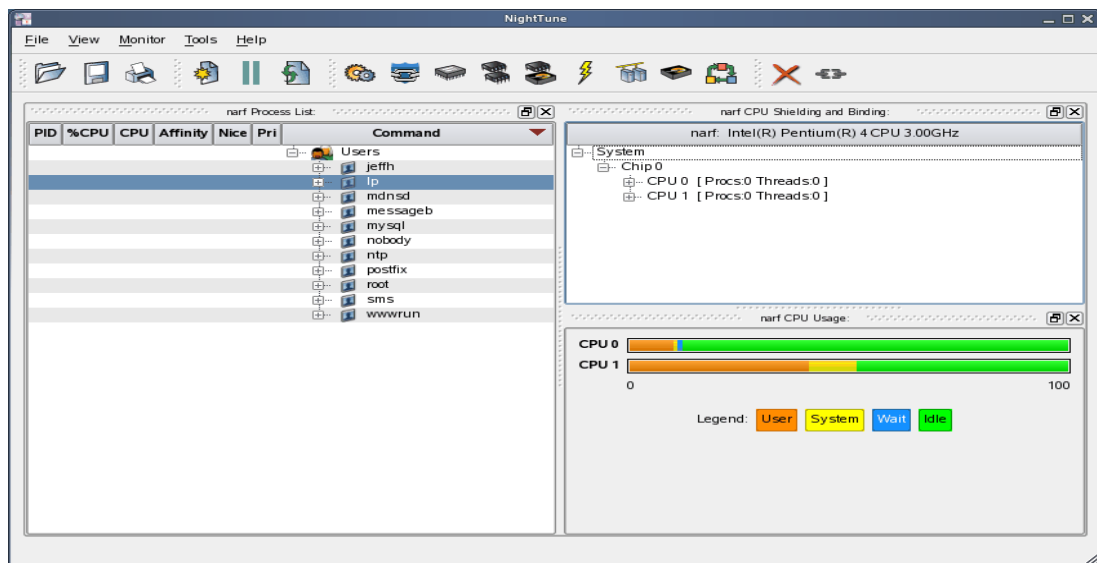 NightTune
File View Monitor Tools Help
narf Process List:
PID %CPU CPU Affinity Nice Pri Command
Users
jeffh
lp
mdnsd
messageb
mysql
nobody
ntp
postfix
root
sms
wwwrun
narf CPU Shielding and Binding:
narf: Intel(R) Pentium(R) 4 CPU 3.00GHz
System
Chip 0
CPU 0 [ Procs:0 Threads:0 ]
CPU 1 [ Procs:0 Threads:0 ]
narf CPU Usage:
CPU 0
CPU 1
0 100
Legend: User System Wait Idle